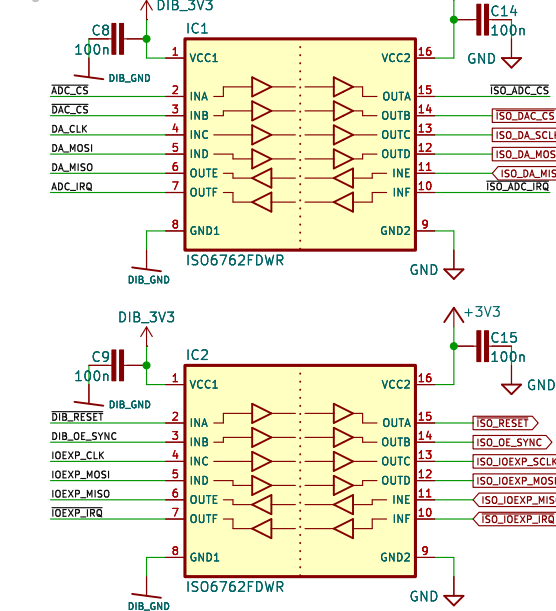 DIB_3V3
C8
100n
DIB_GND
IC1
C14
100n
GND
1 VCC1 VCC2 16
ADC_CS 2 INA OUTA 15 ISO_ADC_CS
DAC_CS 3 INB OUTB 14 ISO_DAC_CS
DA_CLK 4 INC OUTC 13 ISO_DA_SCL
DA_MOSI 5 IND OUTD 12 ISO_DA_MOS
DA_MISO 6 OUTE INE 11 ISO_DA_MIS
ADC_IRQ 7 OUTF INF 10 ISO_ADC_IRQ
8 GND1 GND2 9
DIB_GND
ISO6762FDWR
GND
DIB_3V3
C9
100n
DIB_GND
IC2
+3V3
C15
100n
GND
1 VCC1 VCC2 16
DIB_RESET 2 INA OUTA 15 ISO_RESET
DIB_OE_SYNC 3 INB OUTB 14 ISO_OE_SYNC
IOEXP_CLK 4 INC OUTC 13 ISO_IOEXP_SCLK
IOEXP_MOSI 5 IND OUTD 12 ISO_IOEXP_MOSI
IOEXP_MISO 6 OUTE INE 11 ISO_IOEXP_MIS
IOEXP_IRQ 7 OUTF INF 10 ISO_IOEXP_IRQ
8 GND1 GND2 9
DIB_GND
ISO6762FDWR
GND